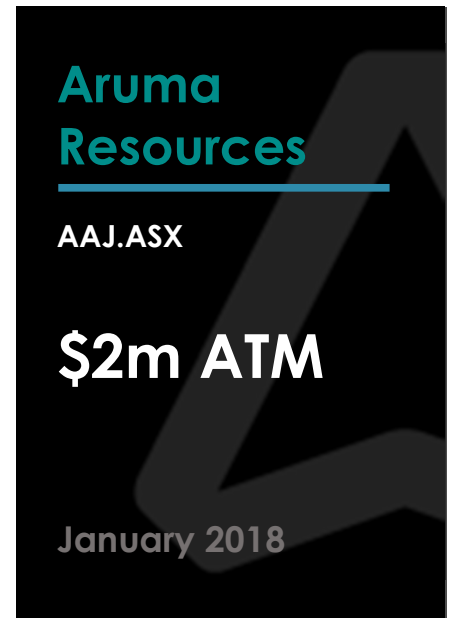 Aruma
Resources
AAJ.ASX
$2m ATM
January 2018